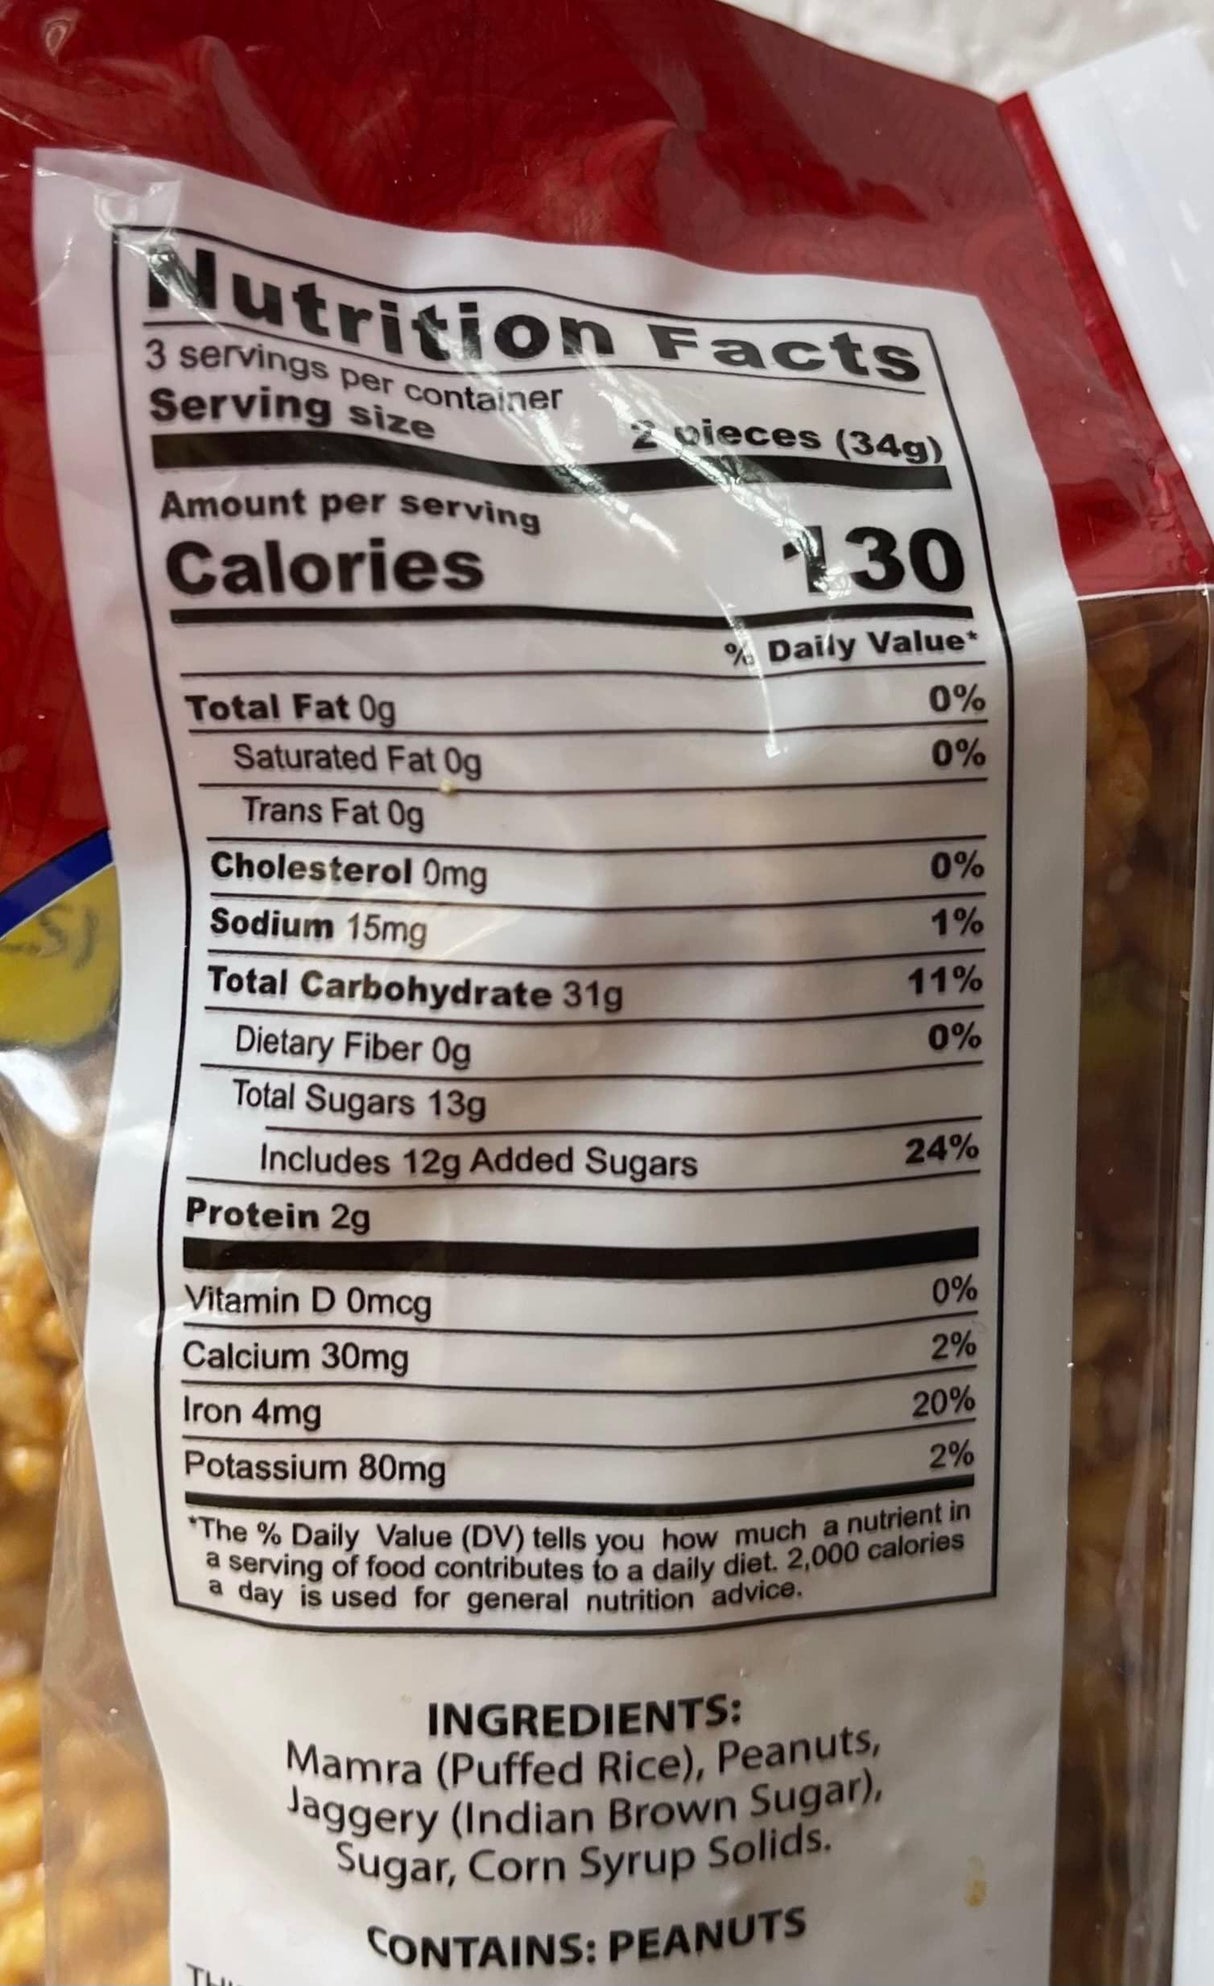 Nutrition Facts
3 servings per container
Serving size 2 pieces (34g)
Amount per serving
Calories 130
% Daily Value*
Total Fat 0g 0%
Saturated Fat 0g 0%
Trans Fat 0g
Cholesterol 0mg 0%
Sodium 15mg 1%
Total Carbohydrate 31g 11%
Dietary Fiber 0g 0%
Total Sugars 13g
Includes 12g Added Sugars 24%
Protein 2g
Vitamin D 0mcg 0%
Calcium 30mg 2%
Iron 4mg 20%
Potassium 80mg 2%
*The % Daily Value (DV) tells you how much a nutrient in
a serving of food contributes to a daily diet. 2,000 calories
a day is used for general nutrition advice.
INGREDIENTS:
Mamra (Puffed Rice), Peanuts,
Jaggery (Indian Brown Sugar),
Sugar, Corn Syrup Solids.
CONTAINS: PEANUTS